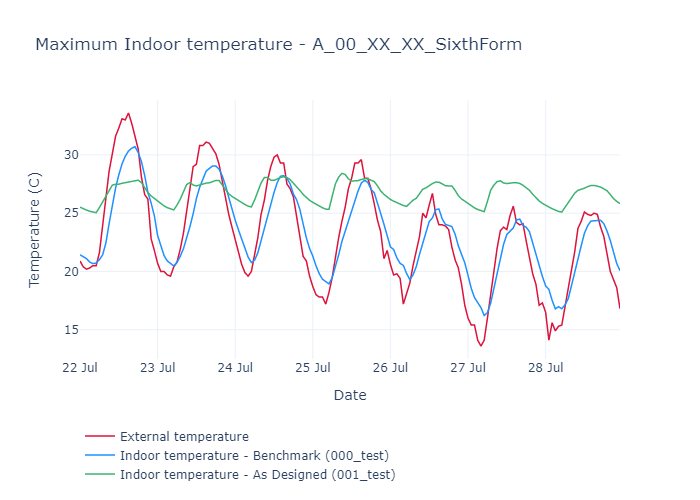 Maximum Indoor temperature - A_00_XX_XX_SixthForm
Temperature (C)
30
25
20
15
22 Jul
23 Jul
24 Jul
25 Jul
26 Jul
27 Jul
28 Jul
Date
External temperature
Indoor temperature - Benchmark (000_test)
Indoor temperature - As Designed (001_test)